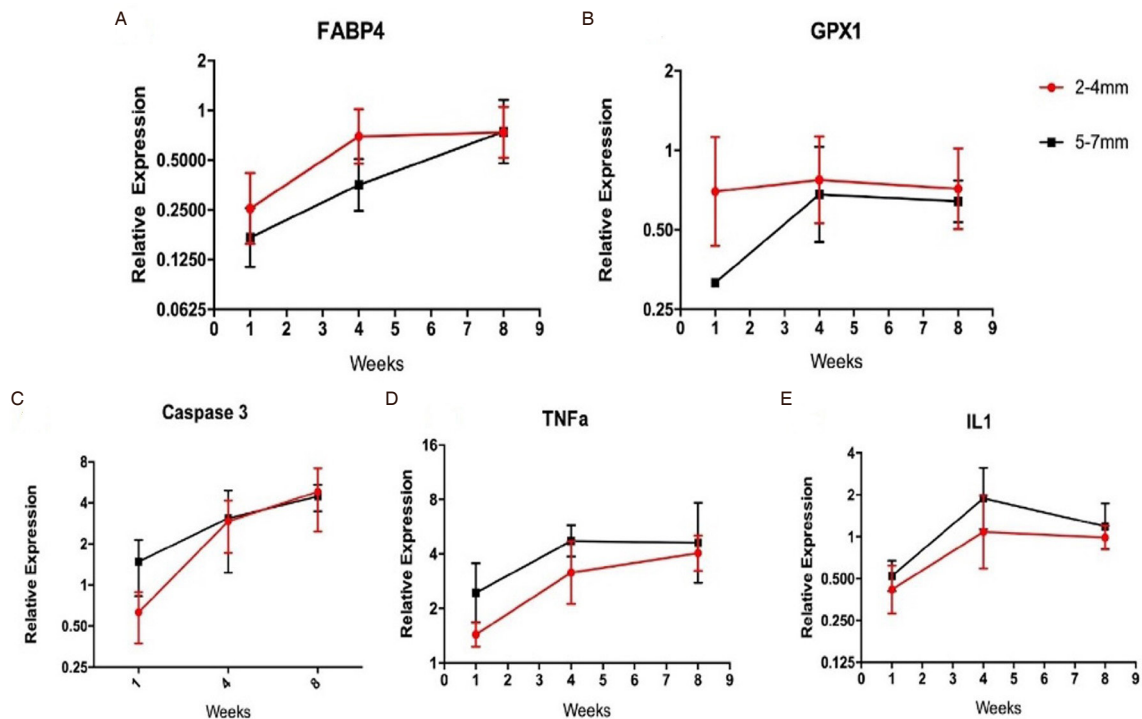 A
FABP4
Relative Expression
2
1
0.5000
0.2500
0.1250
0.0625
0 1 2 3 4 5 6 7 8 9
Weeks
B
GPX1
Relative Expression
2
1
0.50
0.25
0 1 2 3 4 5 6 7 8 9
Weeks
2-4mm
5-7mm
C
Caspase 3
Relative Expression
8
4
2
1
0.50
0.25
1 4 8
Weeks
D
TNFa
Relative Expression
16
8
4
2
1
0 1 2 3 4 5 6 7 8 9
Weeks
E
IL1
Relative Expression
4
2
1
0.500
0.250
0.125
0 1 2 3 4 5 6 7 8 9
Weeks